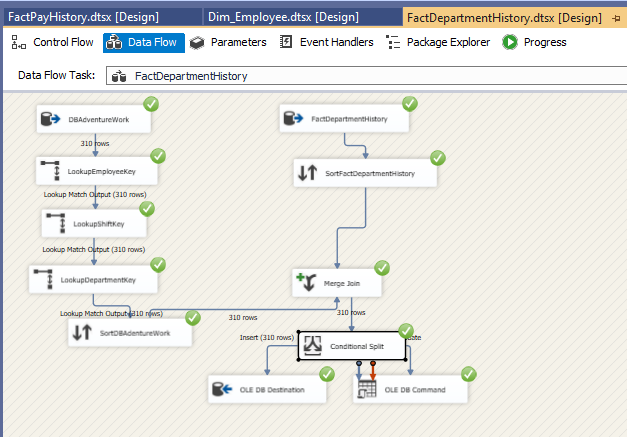 FactPayHistory.dtsx [Design]
Dim_Employee.dtsx [Design]
FactDepartmentHistory.dtsx [Design]
Control Flow
Data Flow
Parameters
Event Handlers
Package Explorer
Progress
Data Flow Task:
FactDepartmentHistory
DBAdventureWork
FactDepartmentHistory
310 rows
LookupEmployeeKey
SortFactDepartmentHistory
Lookup Match Output (310 rows)
LookupShiftKey
Lookup Match Output (310 rows)
LookupDepartmentKey
Merge Join
Lookup Match Output (310 rows)
310 rows
310 rows
SortDBAdentureWork
Insert (310 rows)
Conditional Split
OLE DB Destination
OLE DB Command